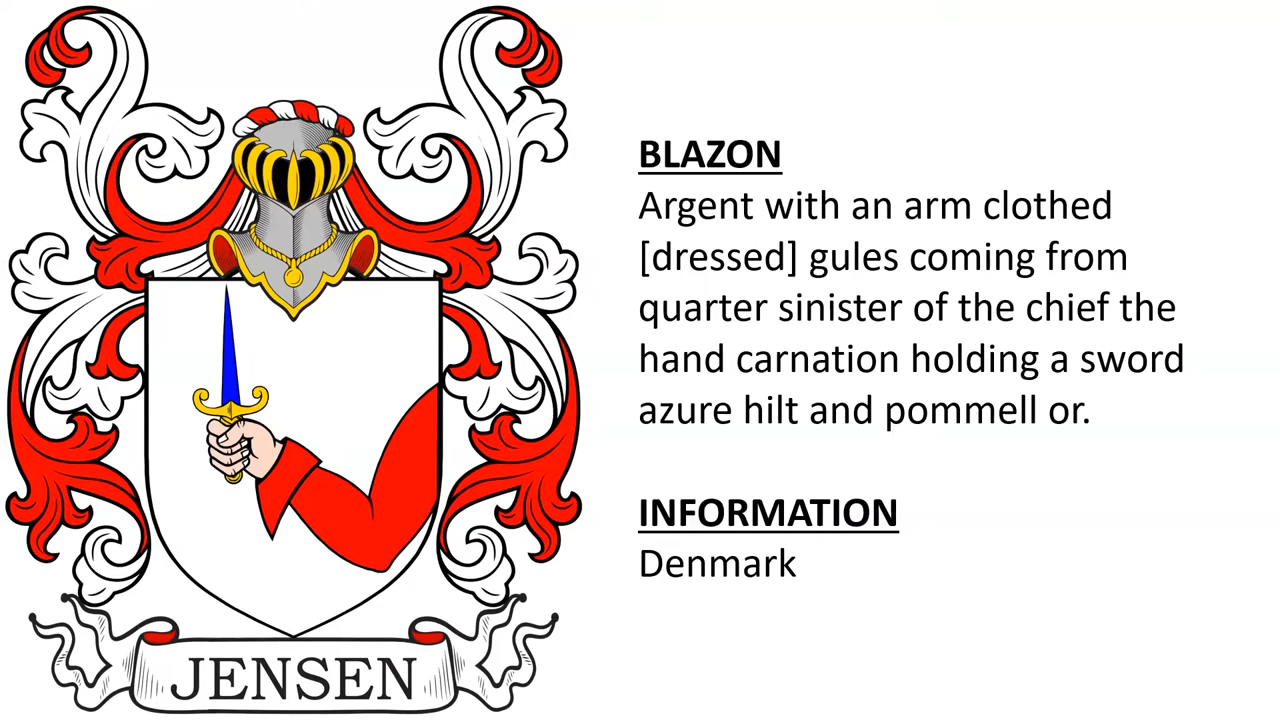 JENSEN
BLAZON
Argent with an arm clothed
[dressed] gules coming from
quarter sinister of the chief the
hand carnation holding a sword
azure hilt and pommell or.
INFORMATION
Denmark